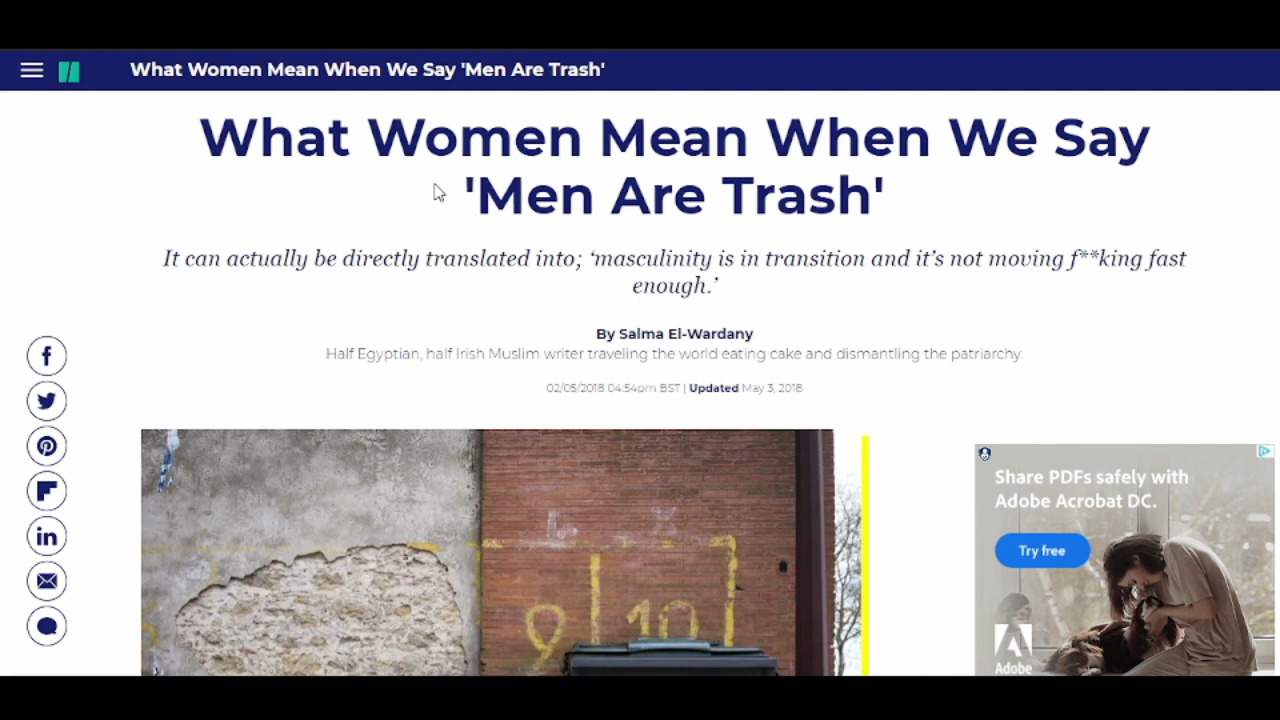 What Women Mean When We Say 'Men Are Trash'
What Women Mean When We Say
'Men Are Trash'
It can actually be directly translated into; ‘masculinity is in transition and it’s not moving f**king fast
enough.’
By Salma El-Wardany
Half Egyptian, half Irish Muslim writer traveling the world eating cake and dismantling the patriarchy.
02/05/2018 04:54pm BST | Updated May 3, 2018
9 10
Share PDFs safely with
Adobe Acrobat DC.
Try free
Adobe